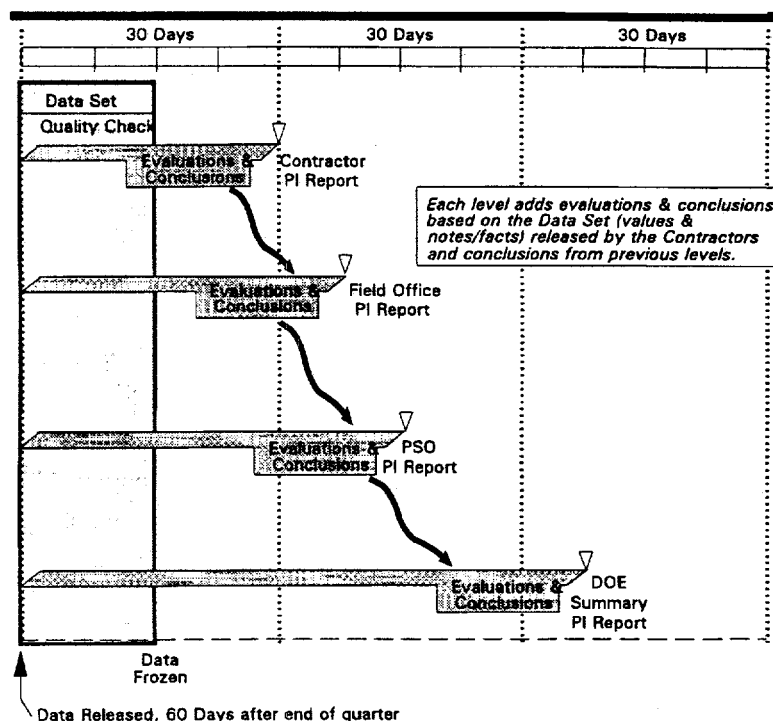 30 Days 30 Days 30 Days
Data Set
Quality Check
Evaluations &
Conclusions
Contractor
PI Report
Each level adds evaluations & conclusions
based on the Data Set (values &
notes/facts) released by the Contractors
and conclusions from previous levels.
Evaluations &
Conclusions
Field Office
PI Report
Evaluations &
Conclusions
PSO
PI Report
Evaluations &
Conclusions
DOE
Summary
PI Report
Data
Frozen
Data Released, 60 Days after end of quarter